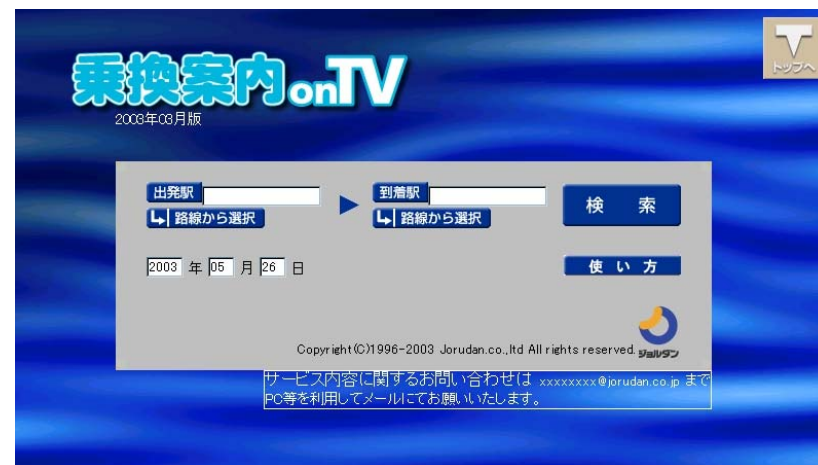 乗換案内onTV
トップへ
2003年03月版
出発駅
到着駅
検 索
路線から選択
路線から選択
2003 年 05 月 26 日
使 い 方
ジョルダン
Copyright(C)1996-2003 Jorudan.co.,ltd All rights reserved.
サービス内容に関するお問い合わせは xxxxxxxx@jorudan.co.jp まで
PC等を利用してメールにてお願いいたします。